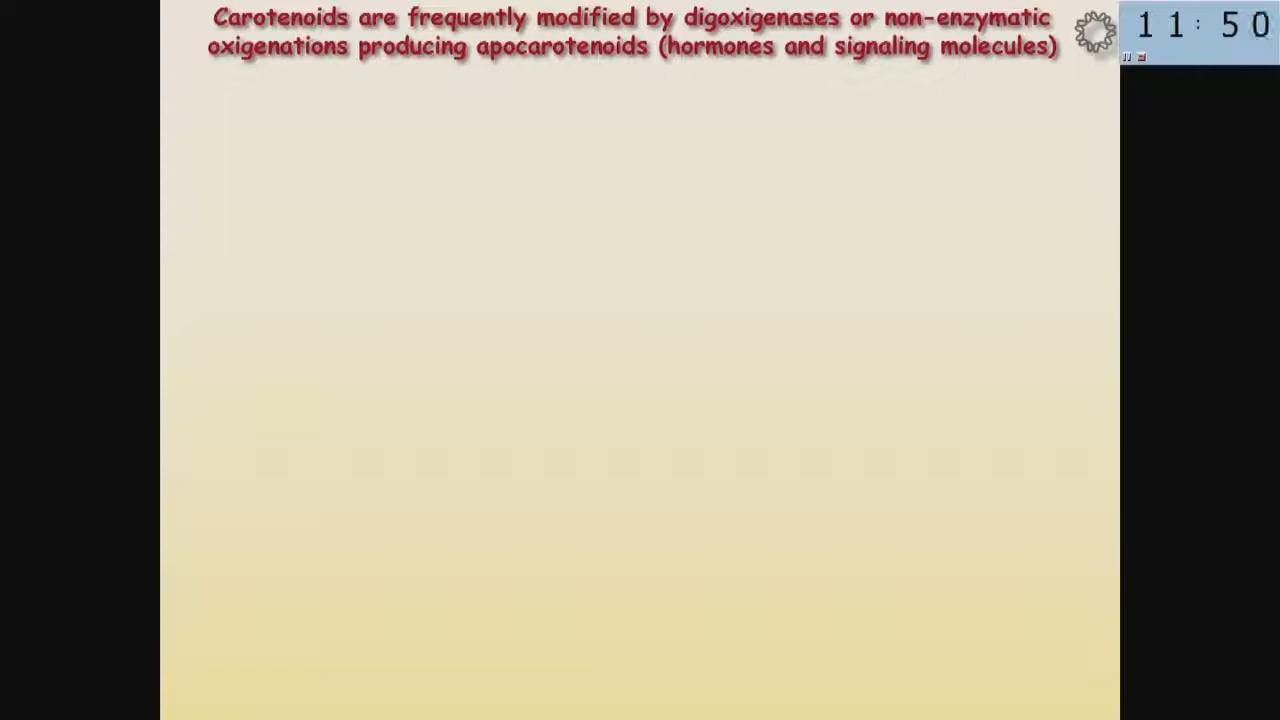 Carotenoids are frequently modified by digoxigenases or non-enzymatic
oxigenations producing apocarotenoids (hormones and signaling molecules)
11:50